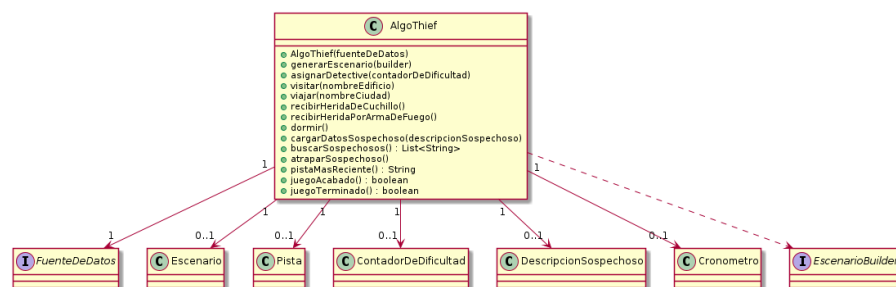 C AlgoThief
AlgoThief(fuenteDeDatos)
generarEscenario(builder)
asignarDetective(contadorDeDificultad)
visitar(nombreEdificio)
viajar(nombreCiudad)
recibirHeridaDeCuchillo()
recibirHeridaPorArmaDeFuego()
dormir()
cargarDatosSospechoso(descripcionSospechoso)
buscarSospechosos() : List<String>
atraparSospechoso()
pistaMasReciente() : String
juegoAcabado() : boolean
juegoTerminado() : boolean
1 1 1 1 1 1
1 0..1 0..1 0..1 0..1 0..1
I FuenteDeDatos C Escenario C Pista C ContadorDeDificultad C DescripcionSospechoso C Cronometro I EscenarioBuilder